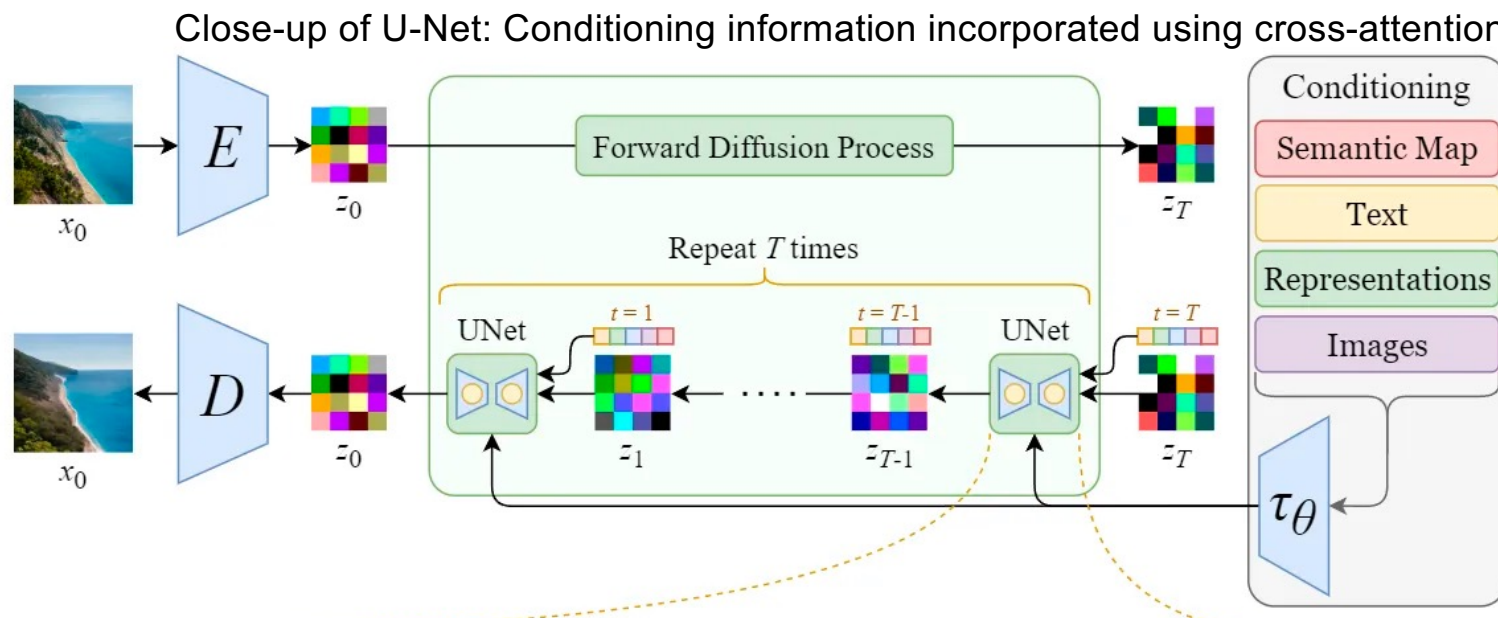 Close-up of U-Net: Conditioning information incorporated using cross-attention
Conditioning
E
Forward Diffusion Process
Semantic Map
x0
z0
zT
Text
Repeat T times
Representations
t = 1
t = T-1
t = T
UNet
UNet
Images
D
x0
z0
z1
....
zT-1
zT
τθ